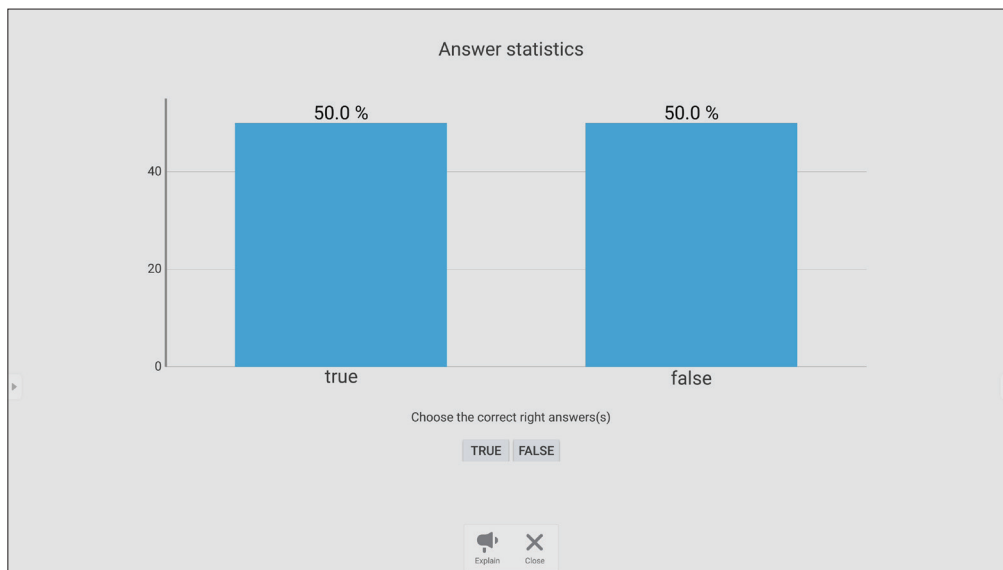 Answer statistics
50.0 % 50.0 %
40
20
0
true false
Choose the correct right answers(s)
TRUE FALSE
Explain Close